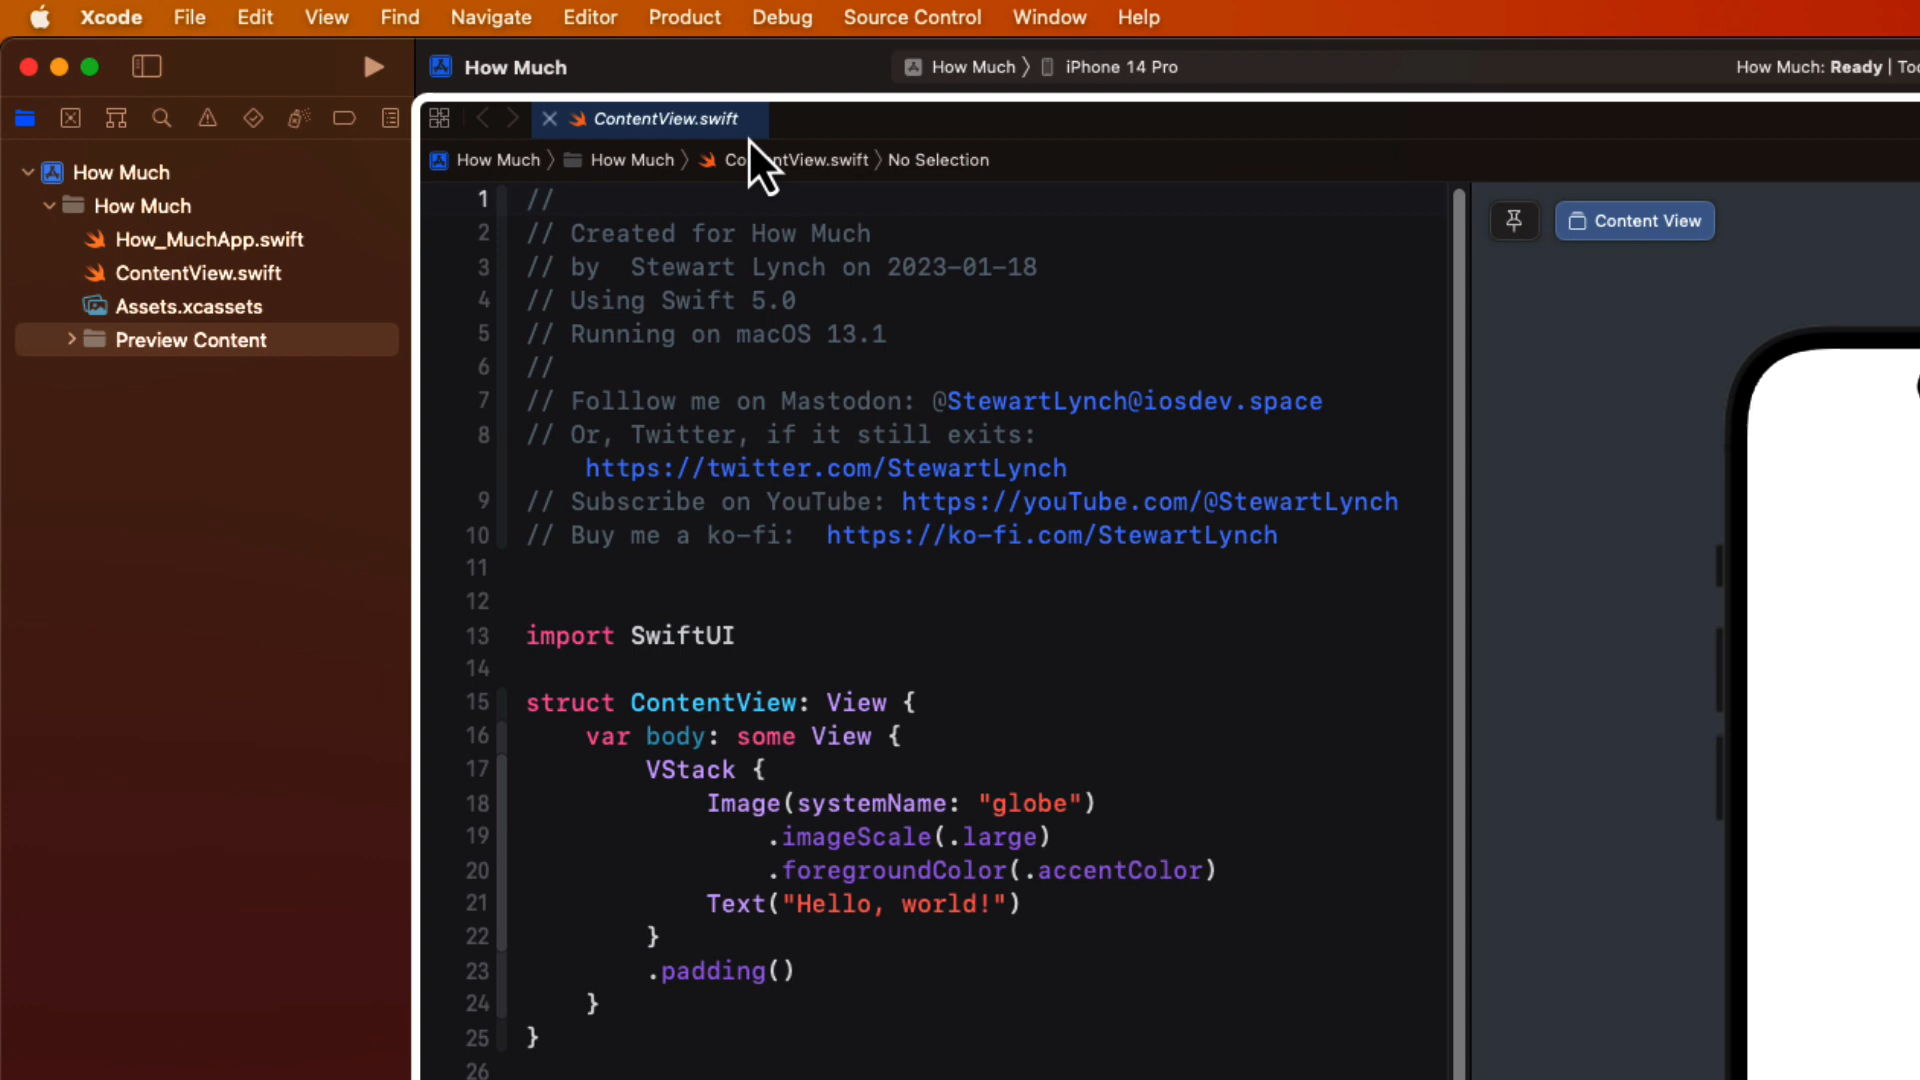 Xcode File Edit View Find Navigate Editor Product Debug Source Control Window Help
How Much
How Much 〉 iPhone 14 Pro
How Much: Ready |
ContentView.swift
How Much 〉 How Much 〉 ContentView.swift 〉 No Selection
How Much
How Much
How_MuchApp.swift
ContentView.swift
Assets.xcassets
Preview Content
Content View
1 //
2 // Created for How Much
3 // by  Stewart Lynch on 2023-01-18
4 // Using Swift 5.0
5 // Running on macOS 13.1
6 //
7 // Folllow me on Mastodon: @StewartLynch@iosdev.space
8 // Or, Twitter, if it still exits:
https://twitter.com/StewartLynch
9 // Subscribe on YouTube: https://youTube.com/@StewartLynch
10 // Buy me a ko-fi:  https://ko-fi.com/StewartLynch
11
12
13 import SwiftUI
14
15 struct ContentView: View {
16     var body: some View {
17         VStack {
18             Image(systemName: "globe")
19                 .imageScale(.large)
20                 .foregroundColor(.accentColor)
21             Text("Hello, world!")
22         }
23         .padding()
24     }
25 }
26